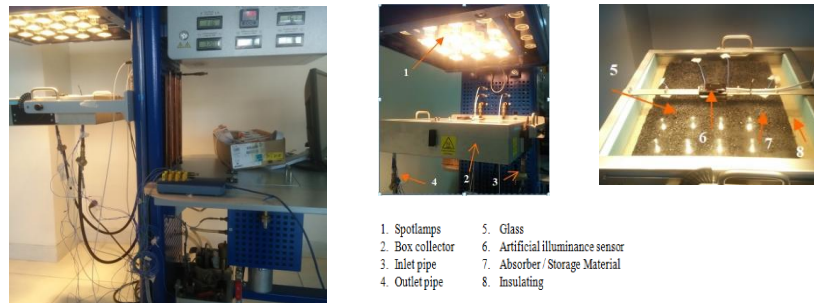 1
2
3
4
5
6
7
8
1. Spotlamps
2. Box collector
3. Inlet pipe
4. Outlet pipe
5. Glass
6. Artificial illuminance sensor
7. Absorber / Storage Material
8. Insulating